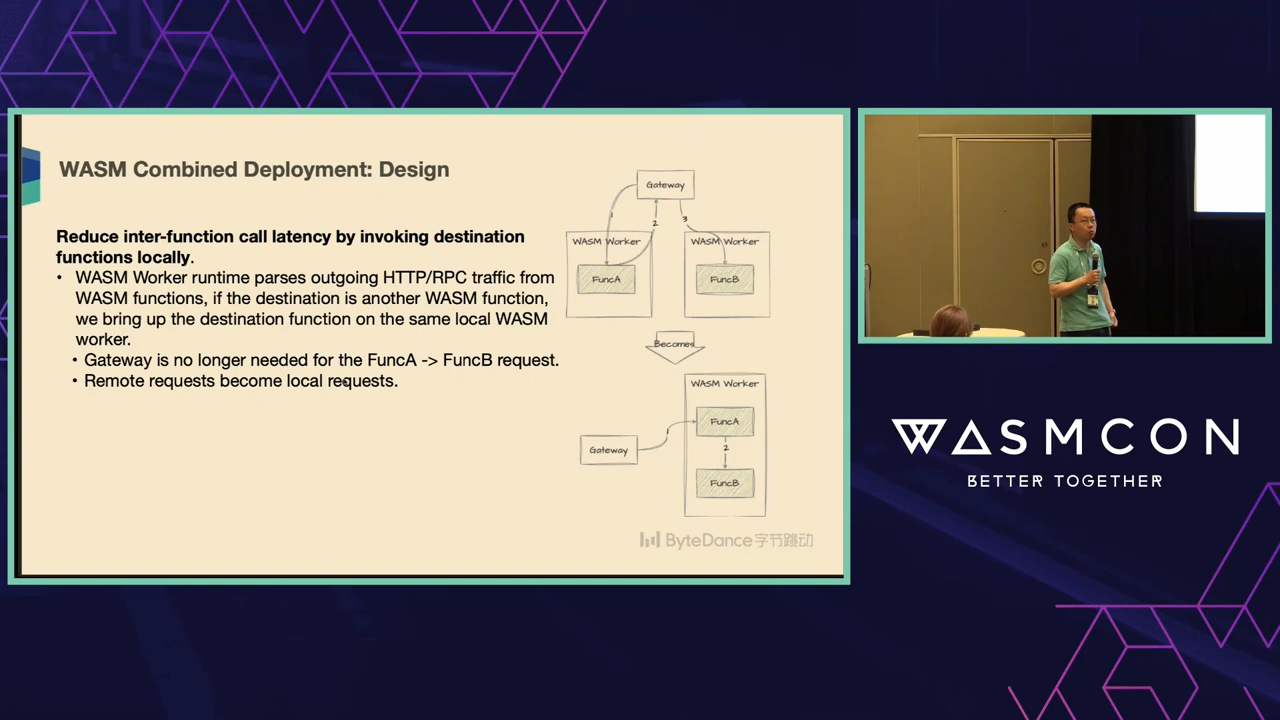 WASM Combined Deployment: Design
Reduce inter-function call latency by invoking destination
functions locally.
• WASM Worker runtime parses outgoing HTTP/RPC traffic from
WASM functions, if the destination is another WASM function,
we bring up the destination function on the same local WASM
worker.
• Gateway is no longer needed for the FuncA -> FuncB request.
• Remote requests become local requests.
Gateway
1
2
3
WASM Worker
FuncA
WASM Worker
FuncB
Becomes
WASM Worker
FuncA
1
2
Gateway
FuncB
ByteDance字节跳动
WASMCON
BETTER TOGETHER